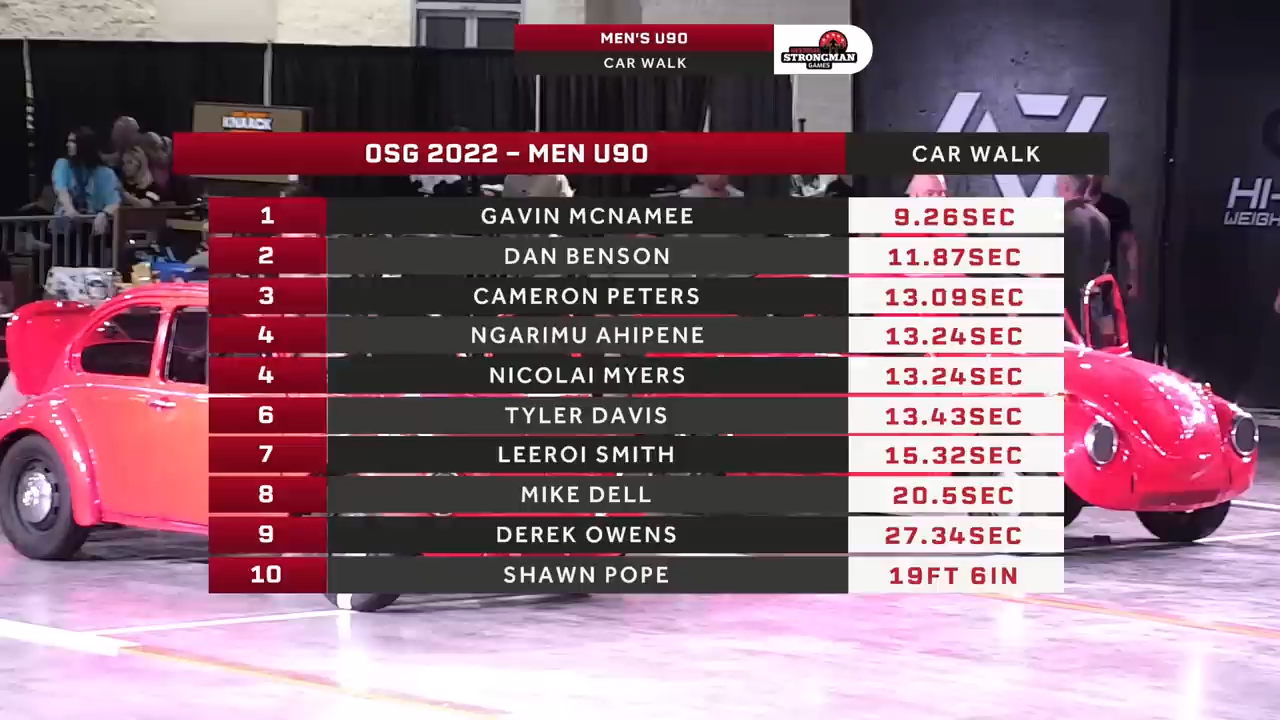 MEN'S U90
CAR WALK
STRONGMAN
GAMES
KNAACK
OSG 2022 – MEN U90 CAR WALK
1 GAVIN MCNAMEE 9.26SEC
2 DAN BENSON 11.87SEC
3 CAMERON PETERS 13.09SEC
4 NGARIMU AHIPENE 13.24SEC
4 NICOLAI MYERS 13.24SEC
6 TYLER DAVIS 13.43SEC
7 LEEROI SMITH 15.32SEC
8 MIKE DELL 20.5SEC
9 DEREK OWENS 27.34SEC
10 SHAWN POPE 19FT 6IN